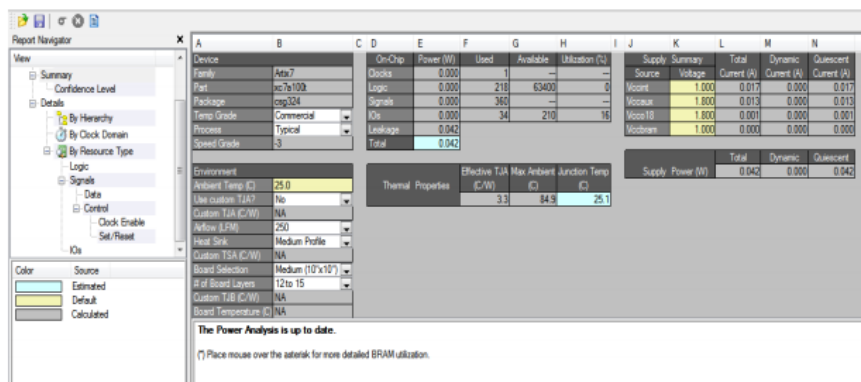 Report Navigator X
View
Summary
Confidence Level
Details
By Hierarchy
By Clock Domain
By Resource Type
Logic
Signals
Data
Control
Clock Enable
Set/Reset
IOs
Color Source
Estimated
Default
Calculated
A B C D E F G H I J K L M N
Device
Family Artix7
Part xc7a100t
Package csg324
Temp Grade Commercial
Process Typical
Speed Grade -3
Environment
Ambient Temp (C) 25.0
Use custom TJA? No
Custom TJA (C/W) NA
Airflow (LFM) 250
Heat Sink Medium Profile
Custom TSA (C/W) NA
Board Selection Medium (10"x10")
# of Board Layers 12 to 15
Custom TJB (C/W) NA
Board Temperature (C) NA
On-Chip Power (W) Used Available Utilization (%)
Clocks 0.000 1 --- ---
Logic 0.000 218 63400 0
Signals 0.000 360 --- ---
IOs 0.000 34 210 16
Leakage 0.042
Total 0.042
Effective TJA Max Ambient Junction Temp
Thermal Properties (C/W) (C) (C)
3.3 84.9 25.1
Supply Summary Total Dynamic Quiescent
Source Voltage Current (A) Current (A) Current (A)
Vccint 1.000 0.017 0.000 0.017
Vccaux 1.800 0.013 0.000 0.013
Vcco18 1.800 0.001 0.000 0.001
Vccbram 1.000 0.000 0.000 0.000
Total Dynamic Quiescent
Supply Power (W) 0.042 0.000 0.042
The Power Analysis is up to date.
(*) Place mouse over the asterisk for more detailed BRAM utilization.